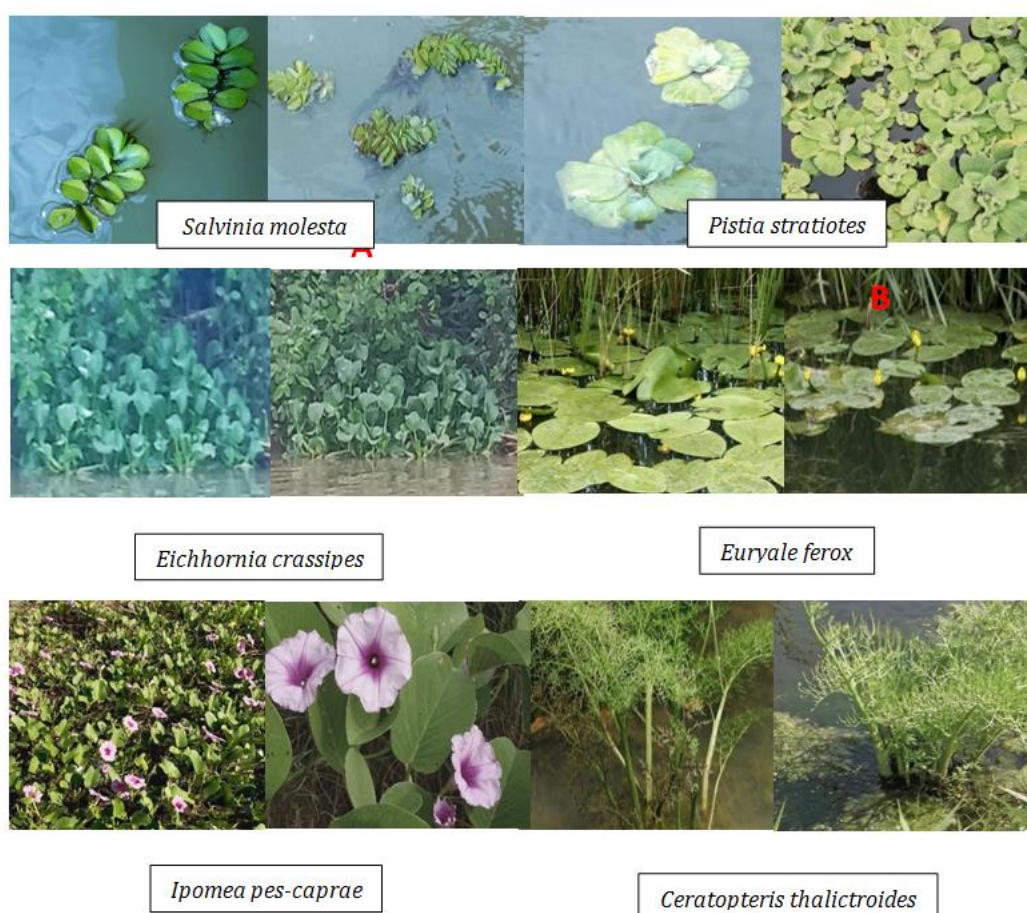 Salvinia molesta
Pistia stratiotes
A
B
Eichhornia crassipes
Euryale ferox
Ipomea pes-caprae
Ceratopteris thalictroides